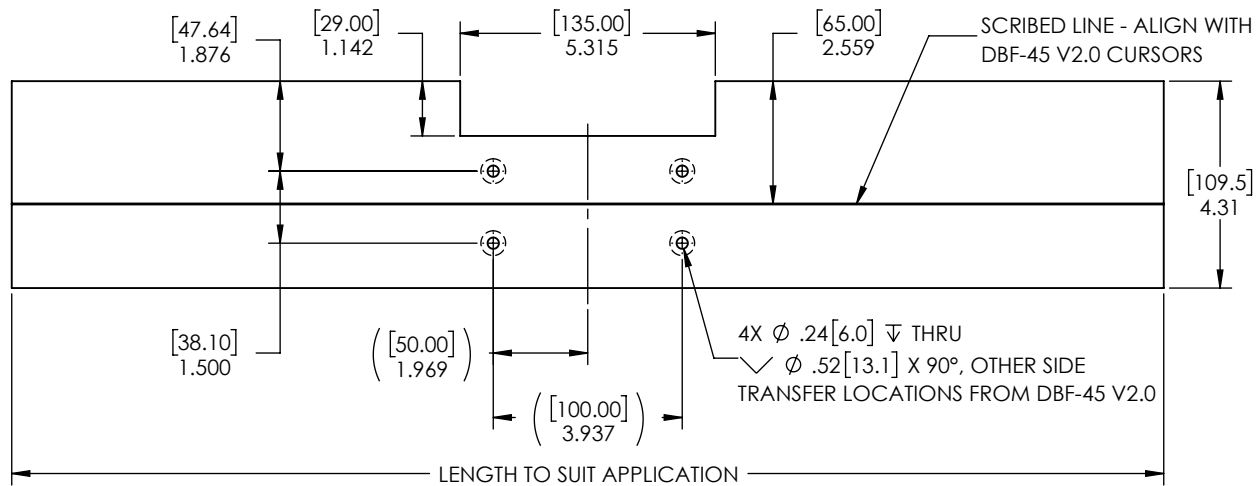 [47.64]
1.876
[29.00]
1.142
[135.00]
5.315
[65.00]
2.559
SCRIBED LINE - ALIGN WITH
DBF-45 V2.0 CURSORS
[109.5]
4.31
[38.10]
1.500
([50.00]
1.969)
([100.00]
3.937)
4X ⌀ .24[6.0] ↧ THRU
⌵ ⌀ .52[13.1] X 90°, OTHER SIDE
TRANSFER LOCATIONS FROM DBF-45 V2.0
LENGTH TO SUIT APPLICATION